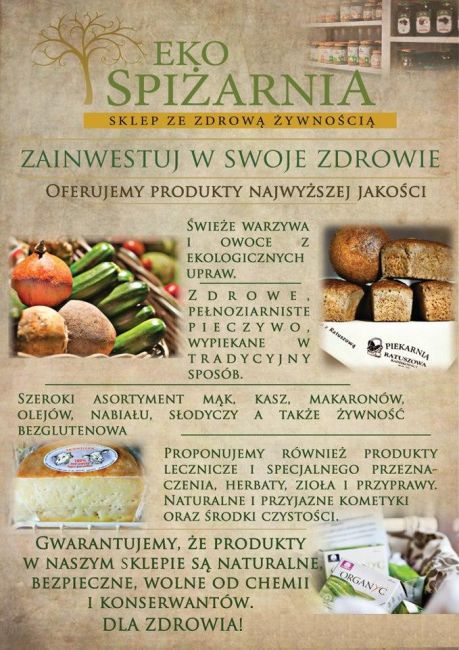 EKO
SPIŻARNIA
SKLEP ZE ZDROWĄ ŻYWNOŚCIĄ
ZAINWESTUJ W SWOJE ZDROWIE
OFERUJEMY PRODUKTY NAJWYŻSZEJ JAKOŚCI
ŚWIEŻE WARZYWA
I OWOCE Z
EKOLOGICZNYCH
UPRAW.
ZDROWE,
PEŁNOZIARNISTE
PIECZYWO,
WYPIEKANE W
TRADYCYJNY
SPOSÓB.
PIEKARNIA
RATUSZOWA
SZEROKI ASORTYMENT MĄK, KASZ, MAKARONÓW,
OLEJÓW, NABIAŁU, SŁODYCZY A TAKŻE ŻYWNOŚĆ
BEZGLUTENOWA
PROPONUJEMY RÓWNIEŻ PRODUKTY
LECZNICZE I SPECJALNEGO PRZEZNA-
CZENIA, HERBATY, ZIOŁA I PRZYPRAWY.
NATURALNE I PRZYJAZNE KOMETYKI
ORAZ ŚRODKI CZYSTOŚCI.
GWARANTUJEMY, ŻE PRODUKTY
W NASZYM SKLEPIE SĄ NATURALNE,
BEZPIECZNE, WOLNE OD CHEMII
I KONSERWANTÓW.
DLA ZDROWIA!
ORGANYC